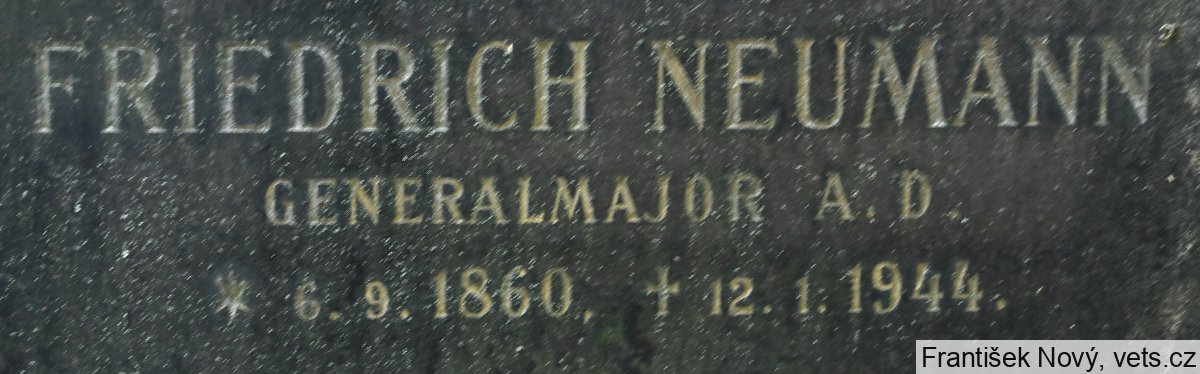 FRIEDRICH NEUMANN
GENERALMAJOR A. D.
* 6. 9. 1860. † 12. 1. 1944.
František Nový, vets.cz